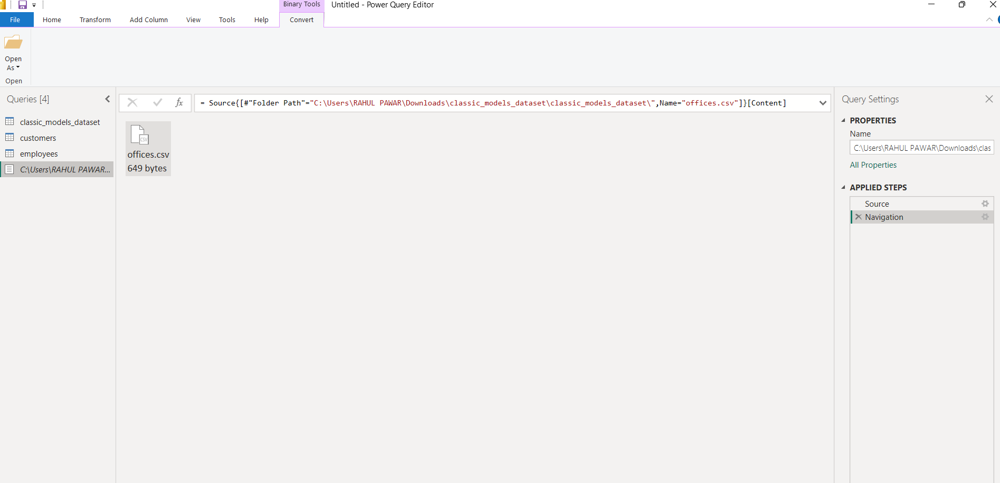 Binary Tools
Untitled - Power Query Editor
File
Home
Transform
Add Column
View
Tools
Help
Convert
Open
As
Open
Queries [4]
fx
= Source{[#"Folder Path"="C:\Users\RAHUL PAWAR\Downloads\classic_models_dataset\classic_models_dataset\",Name="offices.csv"]}[Content]
Query Settings
classic_models_dataset
customers
employees
C:\Users\RAHUL PAWAR...
CSV
offices.csv
649 bytes
PROPERTIES
Name
C:\Users\RAHUL PAWAR\Downloads\clas
All Properties
APPLIED STEPS
Source
Navigation